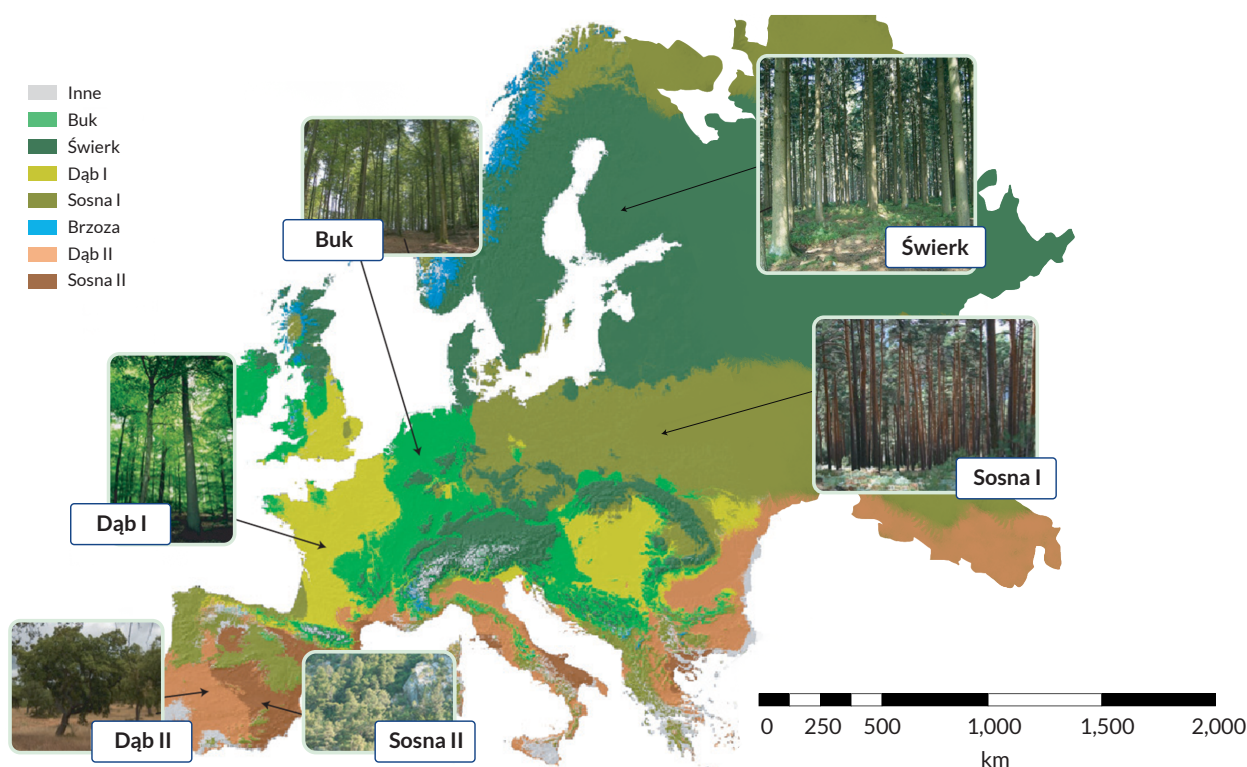 Inne
Buk
Świerk
Dąb I
Sosna I
Brzoza
Dąb II
Sosna II
Buk
Świerk
Sosna I
Dąb I
Dąb II
Sosna II
0 250 500 1,000 1,500 2,000
km